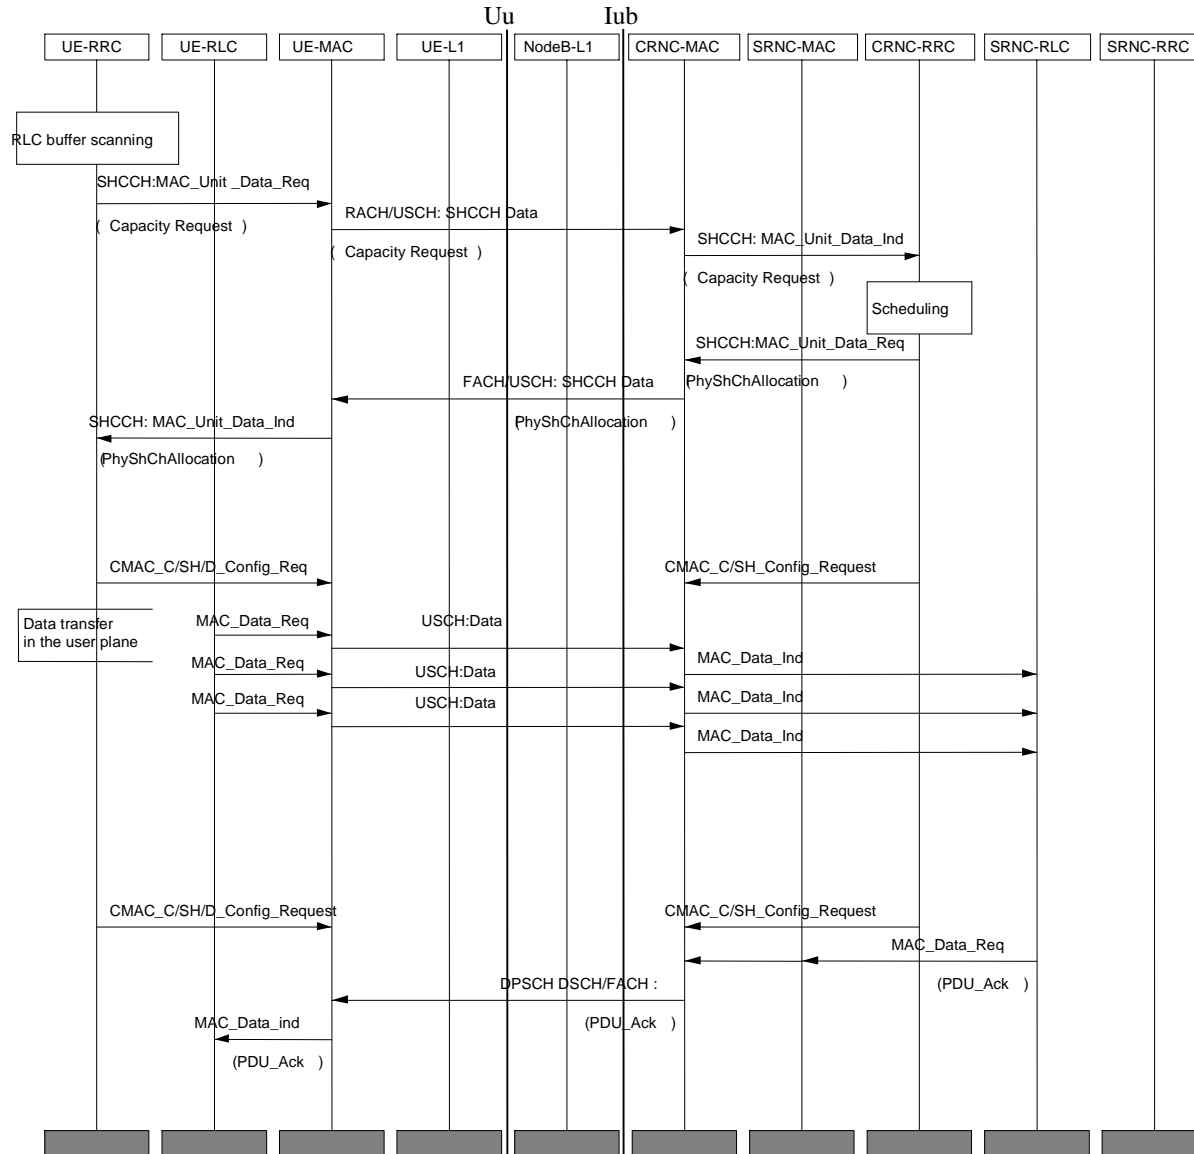 Uu Iub
UE-RRC UE-RLC UE-MAC UE-L1 NodeB-L1 CRNC-MAC SRNC-MAC CRNC-RRC SRNC-RLC SRNC-RRC
RLC buffer scanning
SHCCH:MAC_Unit _Data_Req
( Capacity Request )
RACH/USCH: SHCCH Data
( Capacity Request )
SHCCH: MAC_Unit_Data_Ind
( Capacity Request )
Scheduling
SHCCH:MAC_Unit_Data_Req
(PhyShChAllocation )
FACH/USCH: SHCCH Data
(PhyShChAllocation )
SHCCH: MAC_Unit_Data_Ind
(PhyShChAllocation )
CMAC_C/SH/D_Config_Req
CMAC_C/SH_Config_Request
Data transfer
in the user plane
MAC_Data_Req
USCH:Data
MAC_Data_Ind
MAC_Data_Req
USCH:Data
MAC_Data_Ind
MAC_Data_Req
USCH:Data
MAC_Data_Ind
CMAC_C/SH/D_Config_Request
CMAC_C/SH_Config_Request
MAC_Data_Req
(PDU_Ack )
DPSCH DSCH/FACH :
(PDU_Ack )
MAC_Data_ind
(PDU_Ack )